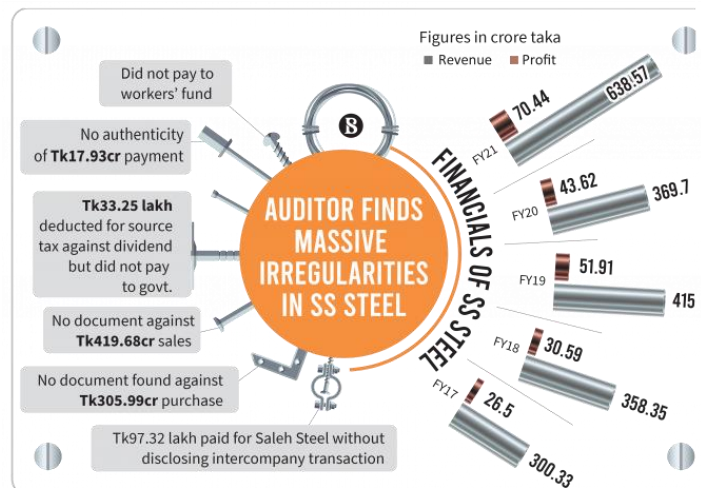 Figures in crore taka
Revenue Profit
Did not pay to
workers' fund
No authenticity
of Tk17.93cr payment
Tk33.25 lakh
deducted for source
tax against dividend
but did not pay
to govt.
No document against
Tk419.68cr sales
No document found against
Tk305.99cr purchase
Tk97.32 lakh paid for Saleh Steel without
disclosing intercompany transaction
AUDITOR FINDS
MASSIVE
IRREGULARITIES
IN SS STEEL
FINANCIALS OF SS STEEL
FY21
70.44
638.57
FY20
43.62
369.7
FY19
51.91
415
FY18
30.59
358.35
FY17
26.5
300.33